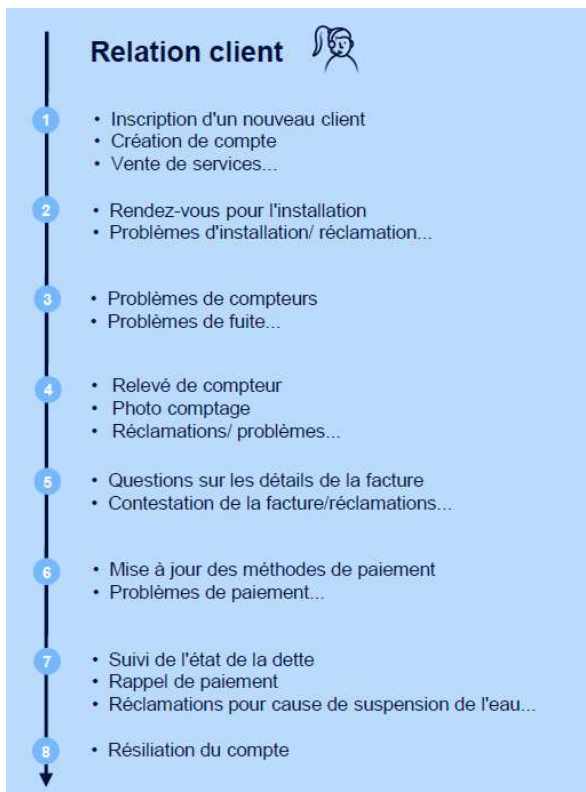 Relation client
1
• Inscription d'un nouveau client
• Création de compte
• Vente de services...
2
• Rendez-vous pour l'installation
• Problèmes d'installation/ réclamation...
3
• Problèmes de compteurs
• Problèmes de fuite...
4
• Relevé de compteur
• Photo comptage
• Réclamations/ problèmes...
5
• Questions sur les détails de la facture
• Contestation de la facture/réclamations...
6
• Mise à jour des méthodes de paiement
• Problèmes de paiement...
7
• Suivi de l'état de la dette
• Rappel de paiement
• Réclamations pour cause de suspension de l'eau...
8
• Résiliation du compte